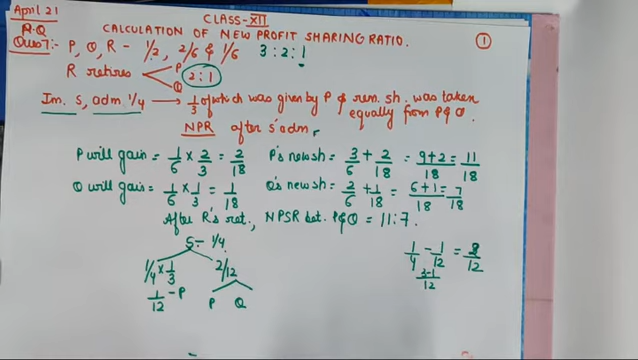 April 21
CLASS-XII
P.Q
CALCULATION OF NEW PROFIT SHARING RATIO.
1
Ques 7:- P, Q, R - 1/2, 2/6 & 1/6 3:2:1
R retires P Q 2:1
Im. S, adm 1/4 → 1/3 of which was given by P & rem. sh. was taken
equally from P & Q.
NPR after s' adm.
P will gain = 1/6 × 2/3 = 2/18 P's new sh = 3/6 + 2/18 = 9+2/18 = 11/18
Q will gain = 1/6 × 1/3 = 1/18 Q's new sh = 2/6 + 1/18 = 6+1/18 = 7/18
After R's ret., NPSR bet. P & Q = 11:7.
S - 1/4
1/4 × 1/3 2/12
1/12 - P P Q
1/4 - 1/12 = 2/12
3-1/12